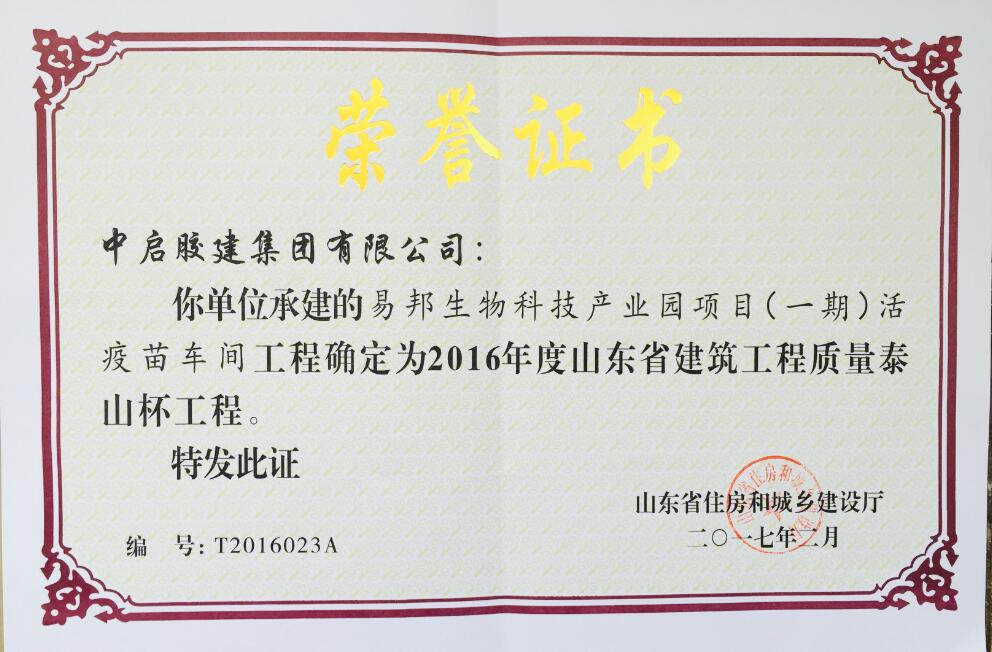 荣誉证书
中启胶建集团有限公司：
你单位承建的易邦生物科技产业园项目(一期)活
疫苗车间工程确定为2016年度山东省建筑工程质量泰
山杯工程。
特发此证
山东省住房和城乡建设厅
二〇一七年二月
编 号：T2016023A